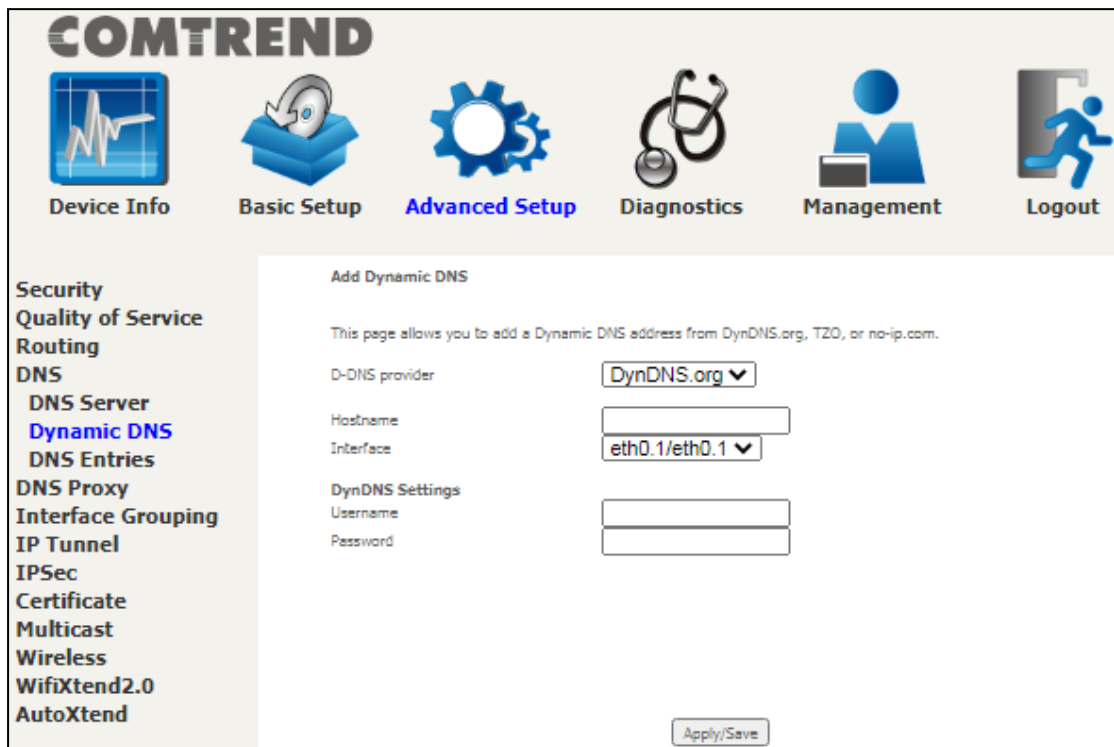 COMTREND
Device Info
Basic Setup
Advanced Setup
Diagnostics
Management
Logout
Security
Quality of Service
Routing
DNS
DNS Server
Dynamic DNS
DNS Entries
DNS Proxy
Interface Grouping
IP Tunnel
IPSec
Certificate
Multicast
Wireless
WifiXtend2.0
AutoXtend
Add Dynamic DNS
This page allows you to add a Dynamic DNS address from DynDNS.org, TZO, or no-ip.com.
D-DNS provider DynDNS.org
Hostname
Interface eth0.1/eth0.1
DynDNS Settings
Username
Password
Apply/Save